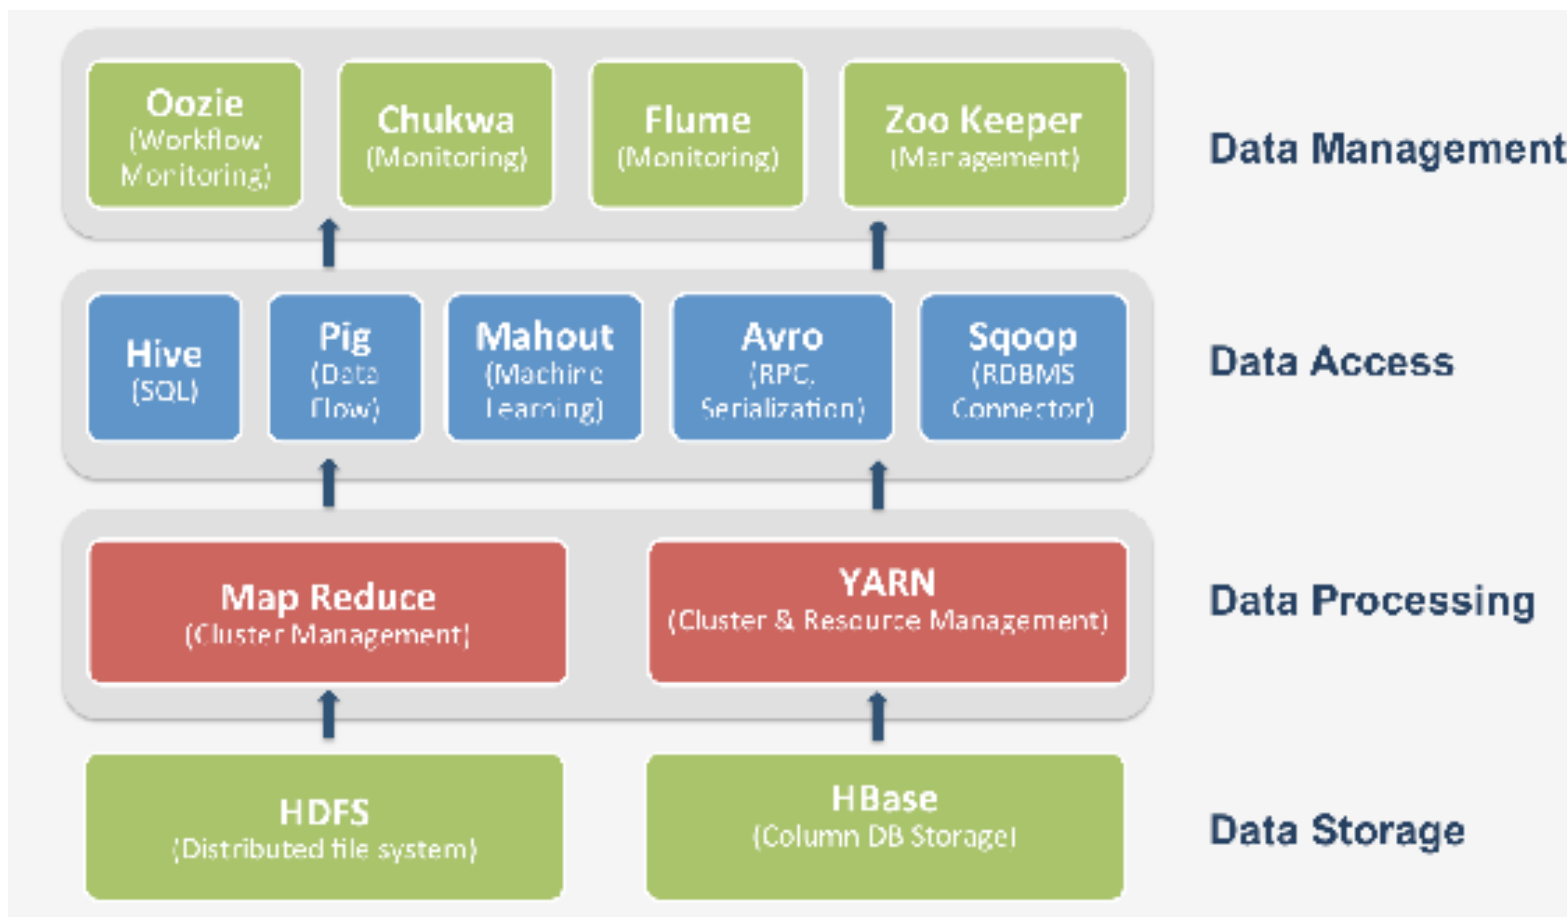 Oozie
(Workflow
Monitoring)
Chukwa
(Monitoring)
Flume
(Monitoring)
Zoo Keeper
(Management)
Data Management
Hive
(SQL)
Pig
(Data
Flow)
Mahout
(Machine
Learning)
Avro
(RPC,
Serialization)
Sqoop
(RDBMS
Connector)
Data Access
Map Reduce
(Cluster Management)
YARN
(Cluster & Resource Management)
Data Processing
HDFS
(Distributed file system)
HBase
(Column DB Storage)
Data Storage